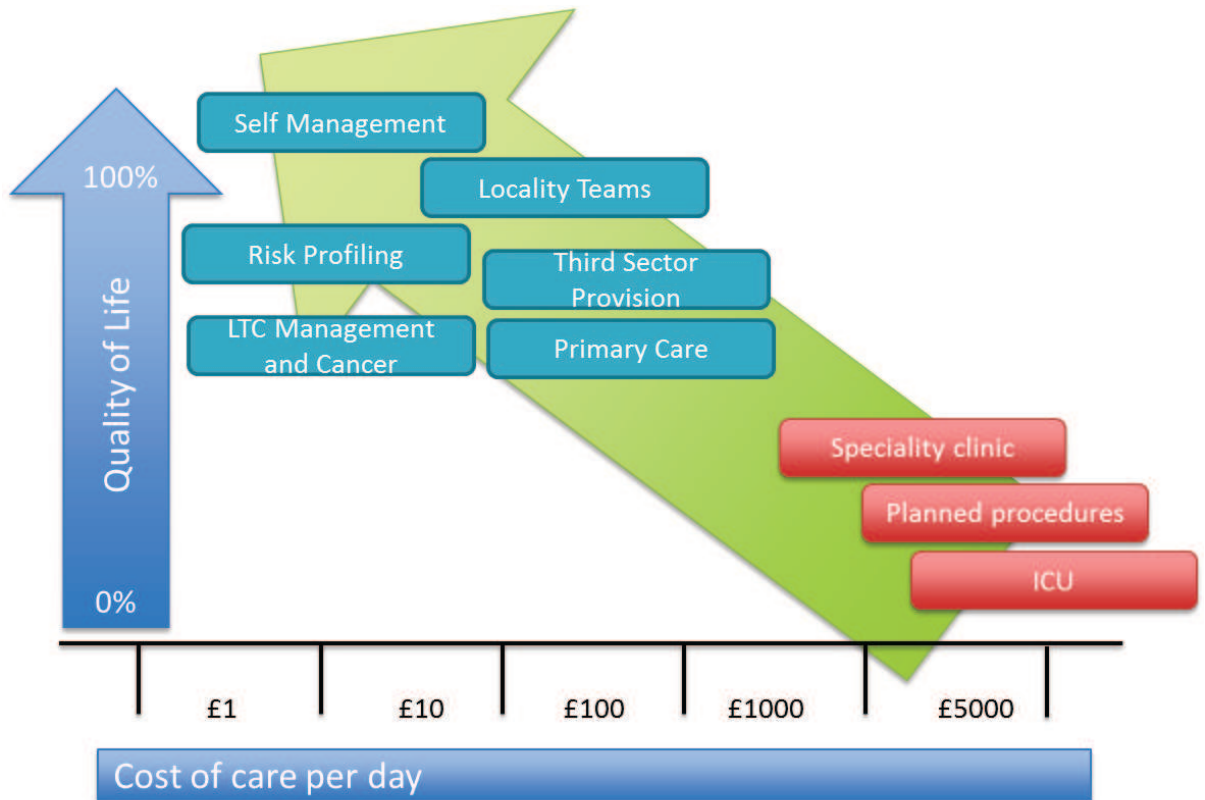 Self Management
100%
Locality Teams
Risk Profiling
Third Sector
Provision
Quality of Life
LTC Management
and Cancer
Primary Care
Speciality clinic
Planned procedures
ICU
0%
£1 £10 £100 £1000 £5000
Cost of care per day